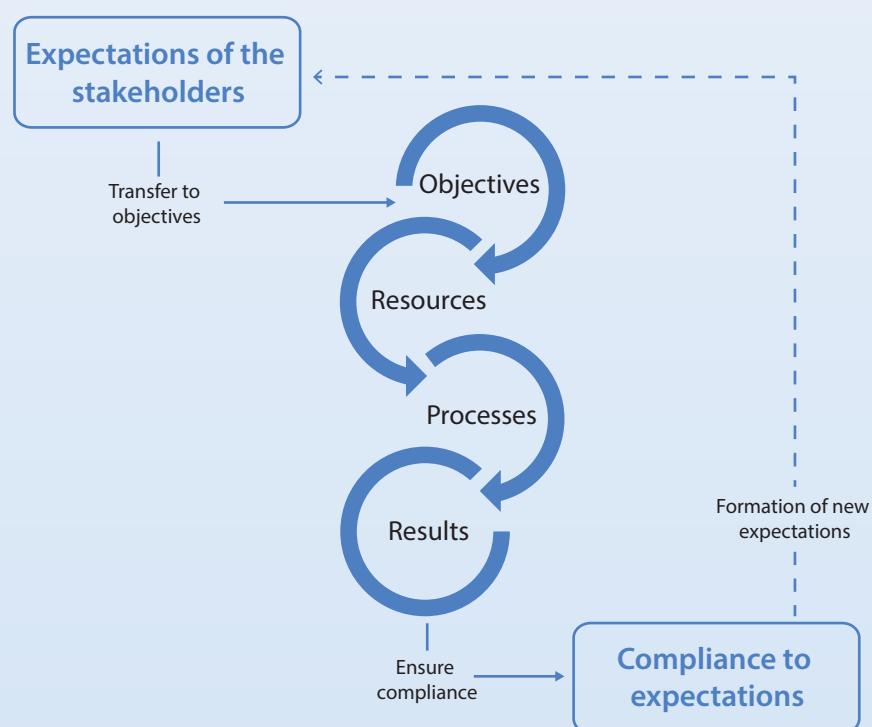 Expectations of the
stakeholders
Transfer to
objectives
Objectives
Resources
Processes
Results
Formation of new
expectations
Ensure
compliance
Compliance to
expectations